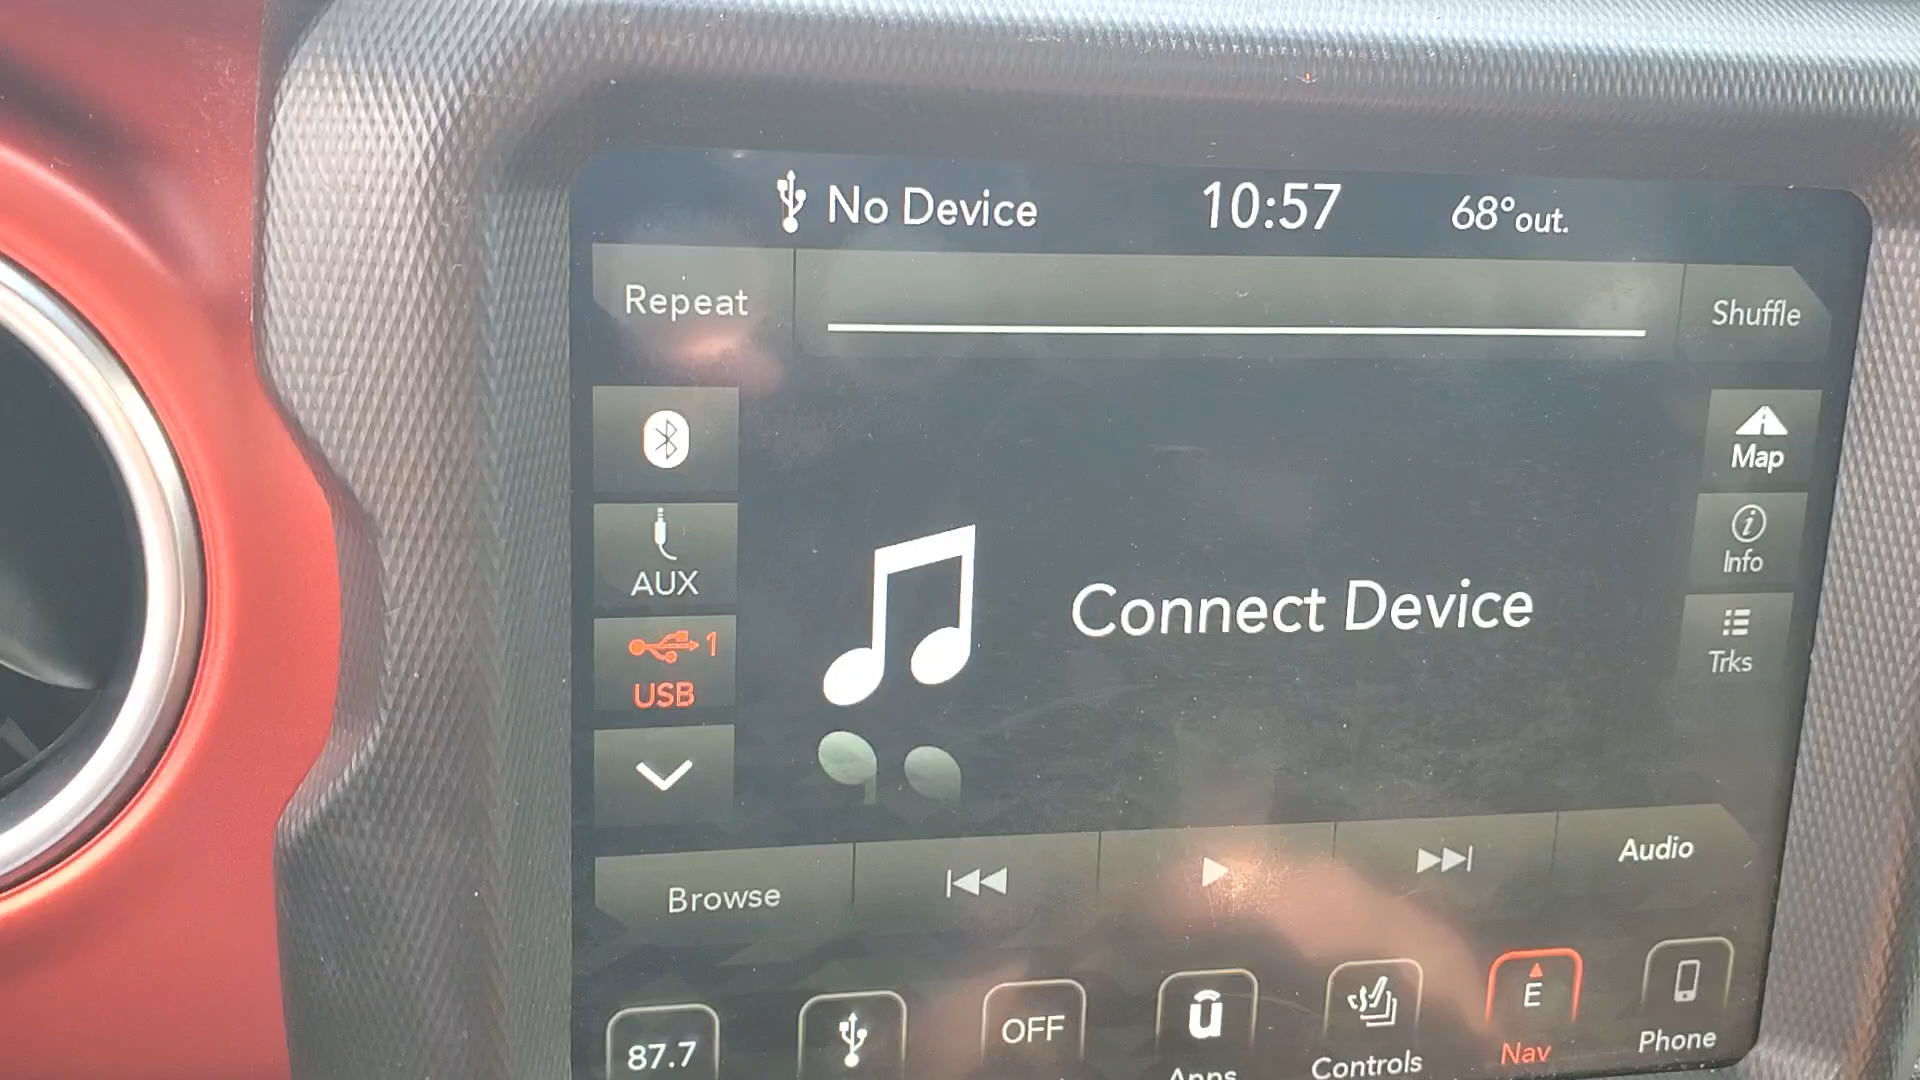 No Device 10:57 68°out.
Repeat Shuffle
Map
AUX
Info
1
USB
Connect Device
Trks
Browse Audio
87.7
OFF
Apps
Controls
E
Nav
Phone